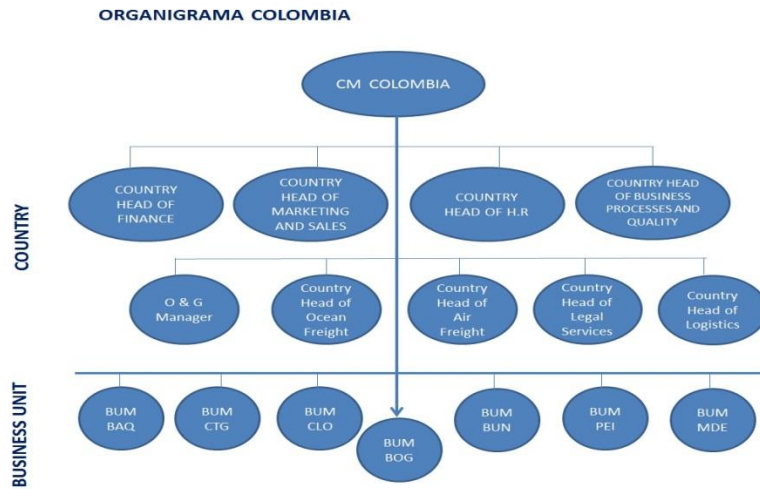 ORGANIGRAMA COLOMBIA
CM COLOMBIA
COUNTRY
COUNTRY
HEAD OF
FINANCE
COUNTRY
HEAD OF
MARKETING
AND SALES
COUNTRY
HEAD OF H.R
COUNTRY HEAD
OF BUSINESS
PROCESSES AND
QUALITY
O & G
Manager
Country
Head of
Ocean
Freight
Country
Head of
Air
Freight
Country
Head of
Legal
Services
Country
Head of
Logistics
BUSINESS UNIT
BUM
BAQ
BUM
CTG
BUM
CLO
BUM
BOG
BUM
BUN
BUM
PEI
BUM
MDE